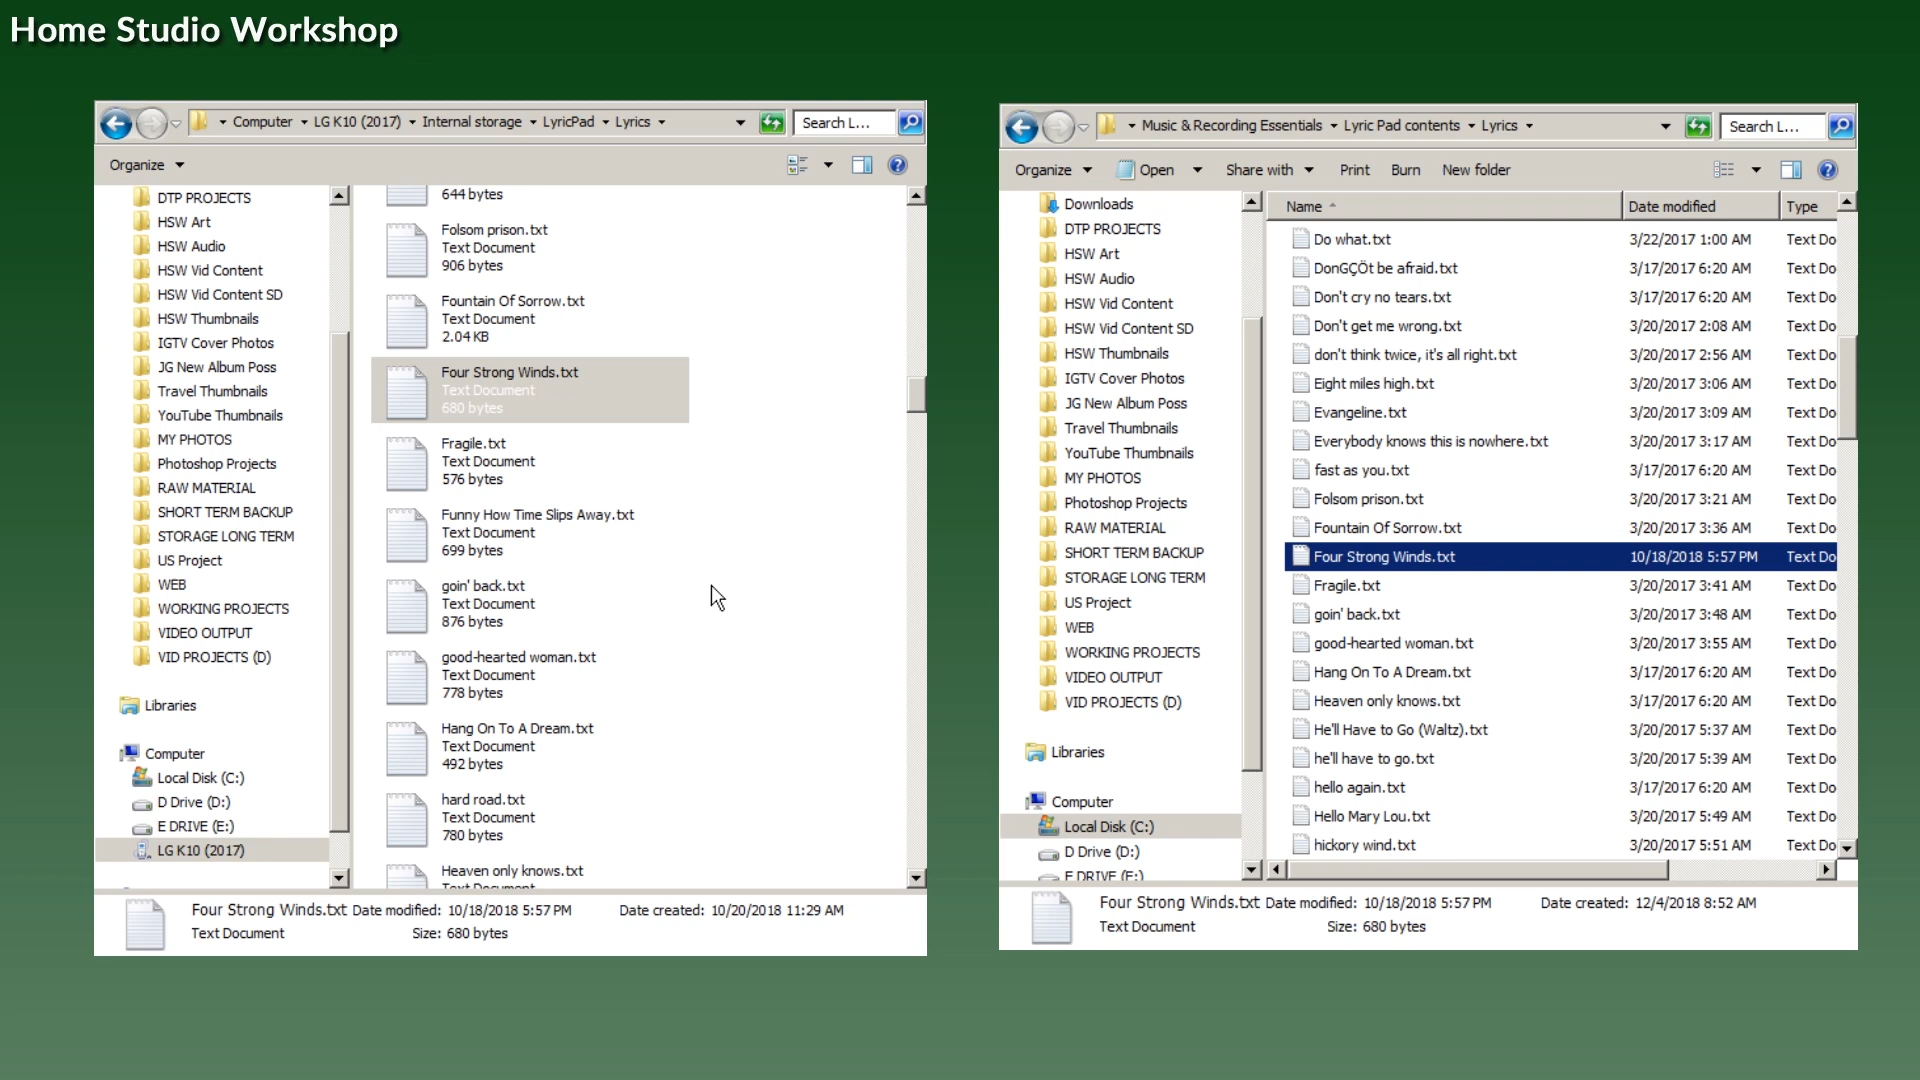 Home Studio Workshop
Computer LG K10 (2017) Internal storage LyricPad Lyrics
Search L...
Organize
DTP PROJECTS
HSW Art
HSW Audio
HSW Vid Content
HSW Vid Content SD
HSW Thumbnails
IGTV Cover Photos
JG New Album Poss
Travel Thumbnails
YouTube Thumbnails
MY PHOTOS
Photoshop Projects
RAW MATERIAL
SHORT TERM BACKUP
STORAGE LONG TERM
US Project
WEB
WORKING PROJECTS
VIDEO OUTPUT
VID PROJECTS (D)
Libraries
Computer
Local Disk (C:)
D Drive (D:)
E DRIVE (E:)
LG K10 (2017)
644 bytes
Folsom prison.txt
Text Document
906 bytes
Fountain Of Sorrow.txt
Text Document
2.04 KB
Four Strong Winds.txt
Text Document
680 bytes
Fragile.txt
Text Document
576 bytes
Funny How Time Slips Away.txt
Text Document
699 bytes
goin' back.txt
Text Document
876 bytes
good-hearted woman.txt
Text Document
778 bytes
Hang On To A Dream.txt
Text Document
492 bytes
hard road.txt
Text Document
780 bytes
Heaven only knows.txt
Text Document
Four Strong Winds.txt Date modified: 10/18/2018 5:57 PM Date created: 10/20/2018 11:29 AM
Text Document Size: 680 bytes
Music & Recording Essentials Lyric Pad contents Lyrics
Search L...
Organize Open Share with Print Burn New folder
Downloads
DTP PROJECTS
HSW Art
HSW Audio
HSW Vid Content
HSW Vid Content SD
HSW Thumbnails
IGTV Cover Photos
JG New Album Poss
Travel Thumbnails
YouTube Thumbnails
MY PHOTOS
Photoshop Projects
RAW MATERIAL
SHORT TERM BACKUP
STORAGE LONG TERM
US Project
WEB
WORKING PROJECTS
VIDEO OUTPUT
VID PROJECTS (D)
Libraries
Computer
Local Disk (C:)
D Drive (D:)
E DRIVE (E:)
Name Date modified Type
Do what.txt 3/22/2017 1:00 AM Text Do
DonGÇÖt be afraid.txt 3/17/2017 6:20 AM Text Do
Don't cry no tears.txt 3/17/2017 6:20 AM Text Do
Don't get me wrong.txt 3/20/2017 2:08 AM Text Do
don't think twice, it's all right.txt 3/20/2017 2:56 AM Text Do
Eight miles high.txt 3/20/2017 3:06 AM Text Do
Evangeline.txt 3/20/2017 3:09 AM Text Do
Everybody knows this is nowhere.txt 3/20/2017 3:17 AM Text Do
fast as you.txt 3/17/2017 6:20 AM Text Do
Folsom prison.txt 3/20/2017 3:21 AM Text Do
Fountain Of Sorrow.txt 3/20/2017 3:36 AM Text Do
Four Strong Winds.txt 10/18/2018 5:57 PM Text Do
Fragile.txt 3/20/2017 3:41 AM Text Do
goin' back.txt 3/20/2017 3:48 AM Text Do
good-hearted woman.txt 3/20/2017 3:55 AM Text Do
Hang On To A Dream.txt 3/17/2017 6:20 AM Text Do
Heaven only knows.txt 3/17/2017 6:20 AM Text Do
He'll Have to Go (Waltz).txt 3/20/2017 5:37 AM Text Do
he'll have to go.txt 3/20/2017 5:39 AM Text Do
hello again.txt 3/17/2017 6:20 AM Text Do
Hello Mary Lou.txt 3/20/2017 5:49 AM Text Do
hickory wind.txt 3/20/2017 5:51 AM Text Do
Four Strong Winds.txt Date modified: 10/18/2018 5:57 PM Date created: 12/4/2018 8:52 AM
Text Document Size: 680 bytes